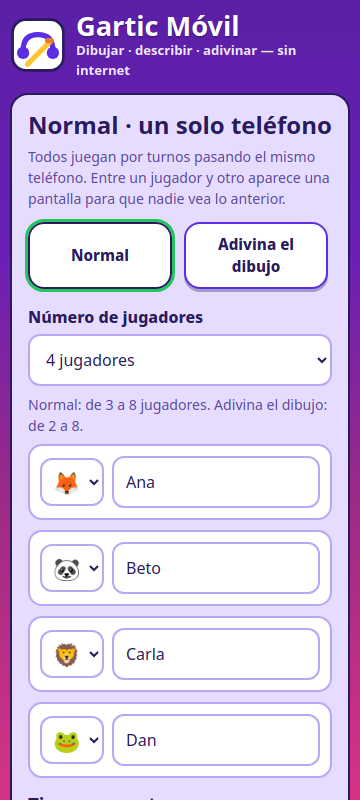 Gartic Móvil
Dibujar · describir · adivinar — sin
internet
Normal · un solo teléfono
Todos juegan por turnos pasando el mismo
teléfono. Entre un jugador y otro aparece una
pantalla para que nadie vea lo anterior.
Normal
Adivina el
dibujo
Número de jugadores
4 jugadores
Normal: de 3 a 8 jugadores. Adivina el dibujo:
de 2 a 8.
Ana
Beto
Carla
Dan